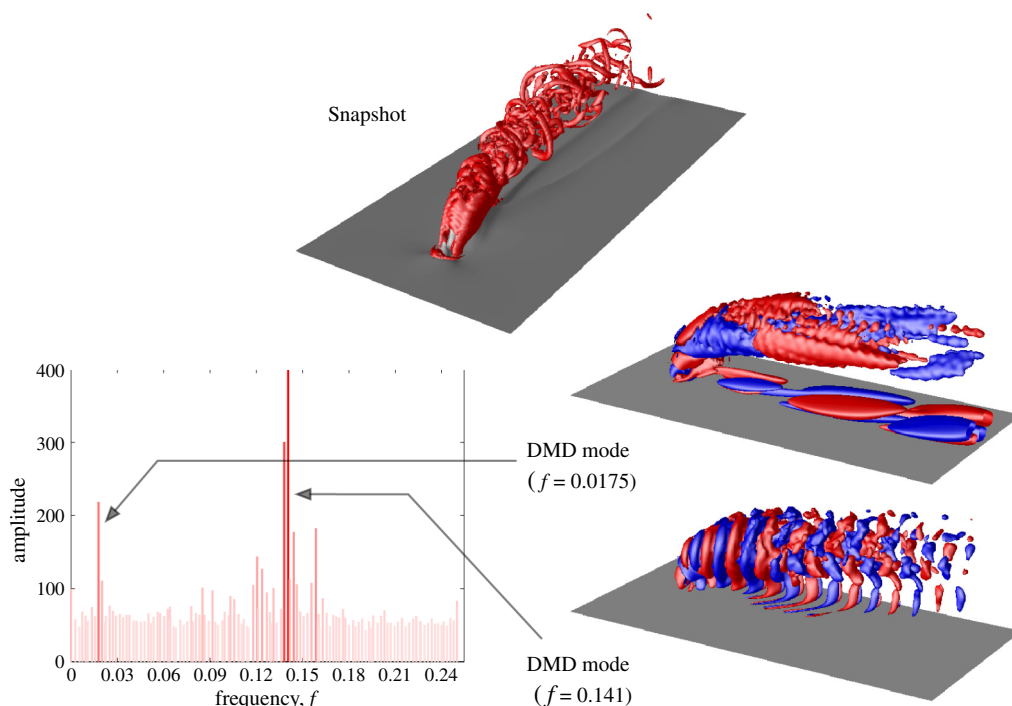 Snapshot
400
300
200
100
0
amplitude
0 0.03 0.06 0.09 0.12 0.15 0.18 0.21 0.24
frequency, f
DMD mode
( f = 0.0175)
DMD mode
( f = 0.141)